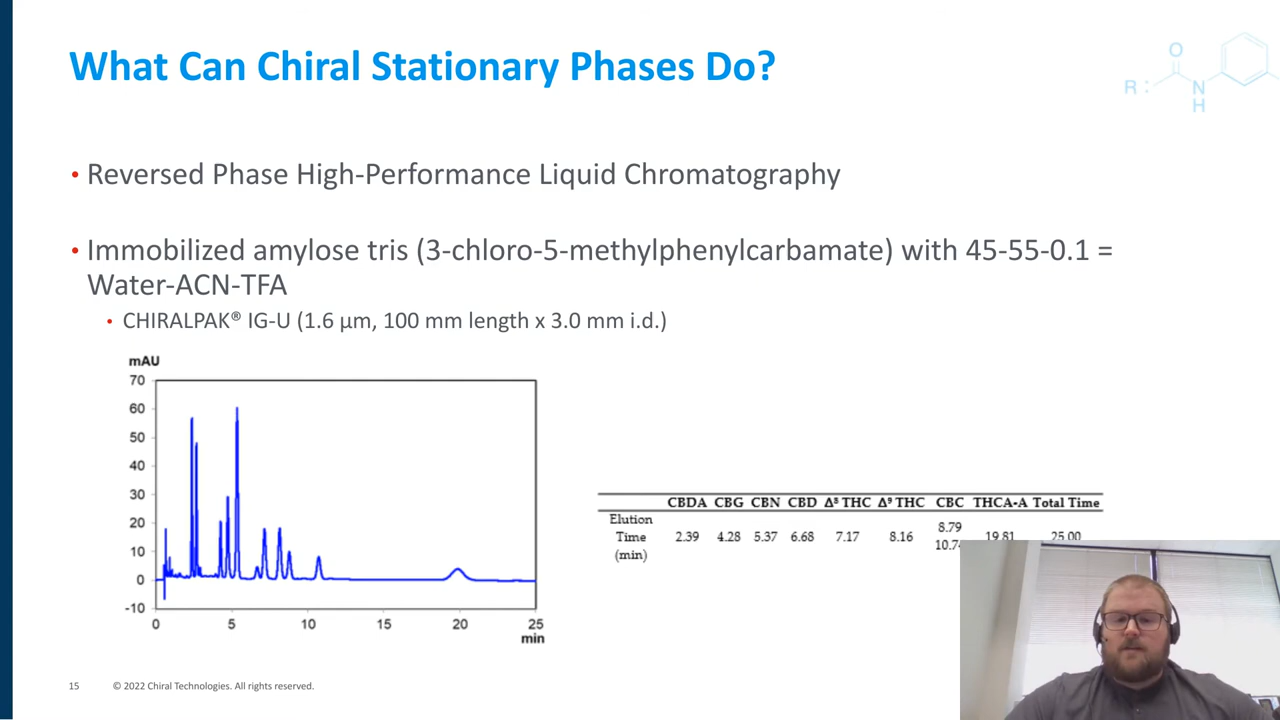 What Can Chiral Stationary Phases Do?
R :
O
N
H
• Reversed Phase High-Performance Liquid Chromatography
• Immobilized amylose tris (3-chloro-5-methylphenylcarbamate) with 45-55-0.1 =
Water-ACN-TFA
• CHIRALPAK® IG-U (1.6 µm, 100 mm length x 3.0 mm i.d.)
mAU
70
60
50
40
30
20
10
0
-10
0 5 10 15 20 25
min
CBDA CBG CBN CBD Δ⁸ THC Δ⁹ THC CBC THCA-A Total Time
Elution
Time
(min)
2.39 4.28 5.37 6.68 7.17 8.16 8.79 19.81 25.00
15 © 2022 Chiral Technologies. All rights reserved.